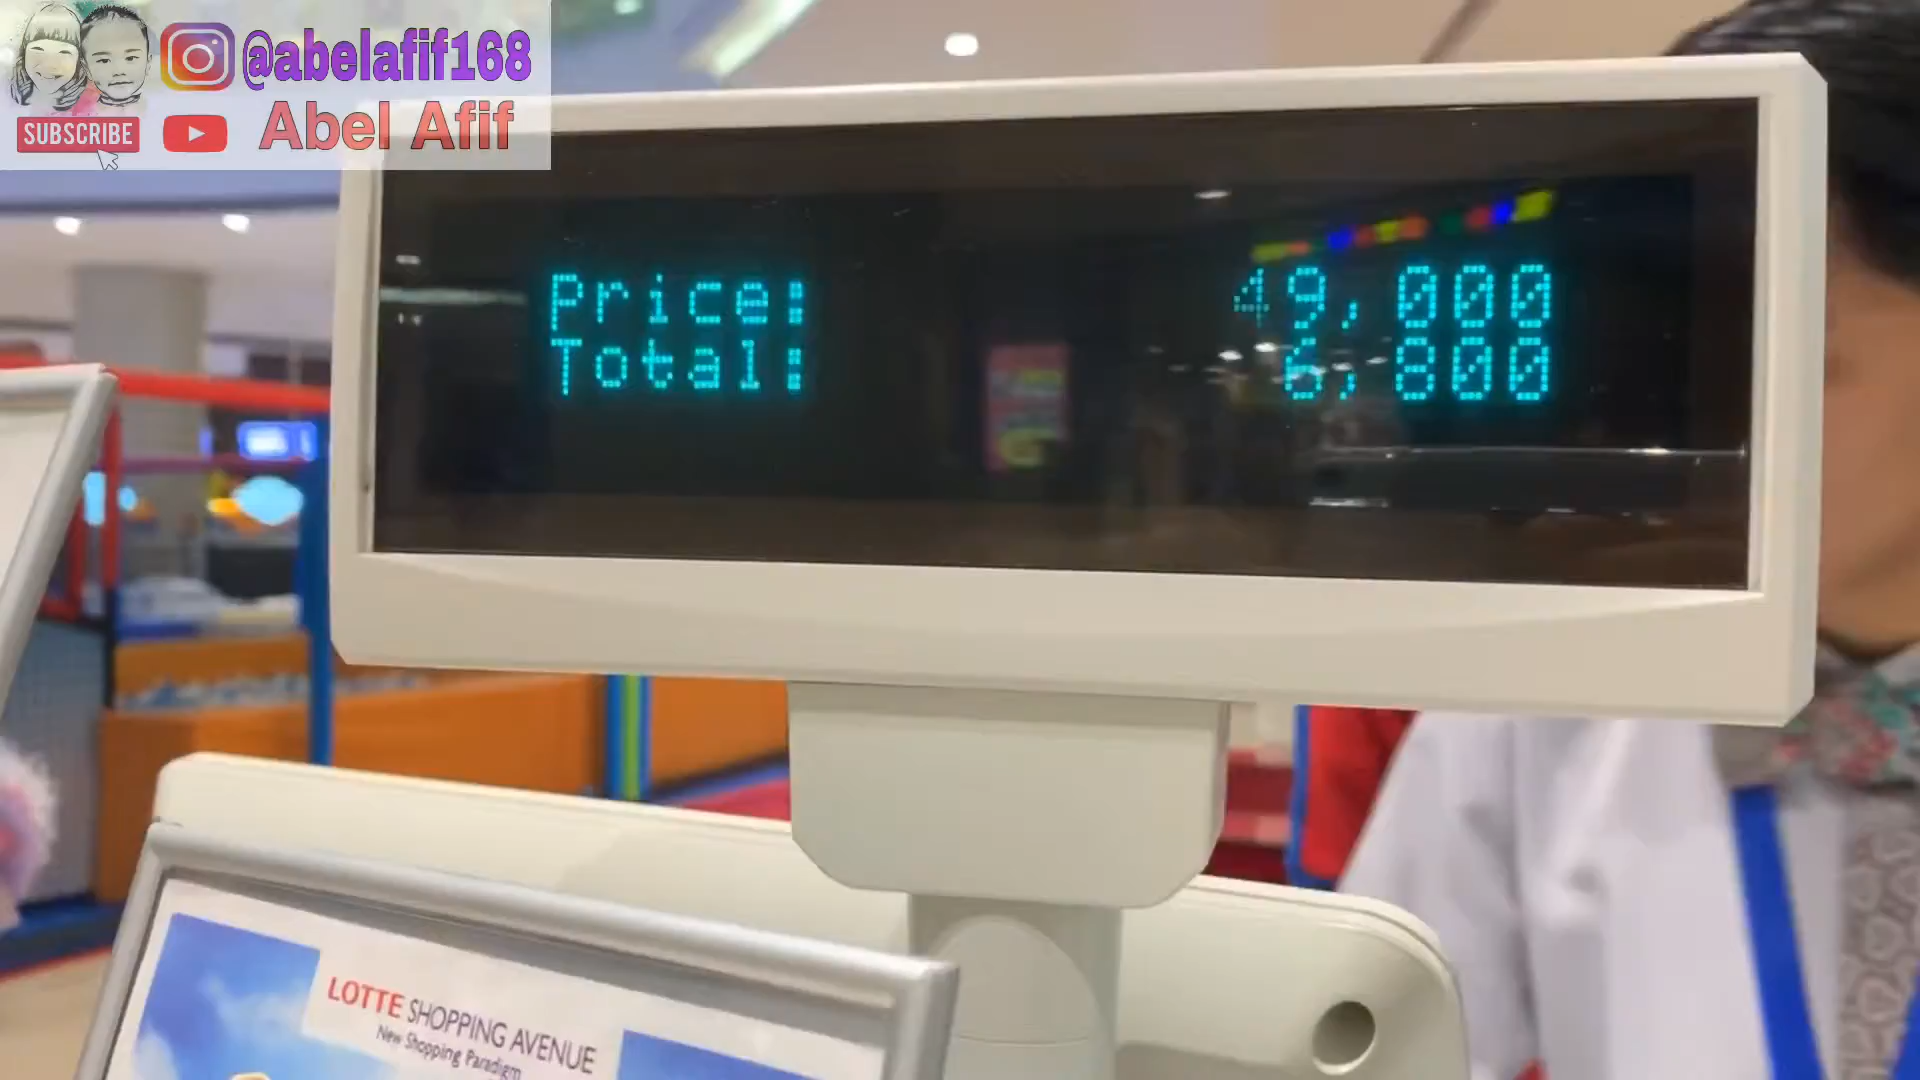 @abelafif168
SUBSCRIBE
Abel Afif
Price: 49,000
Total: 6,800
LOTTE SHOPPING AVENUE
New Shopping Paradigm